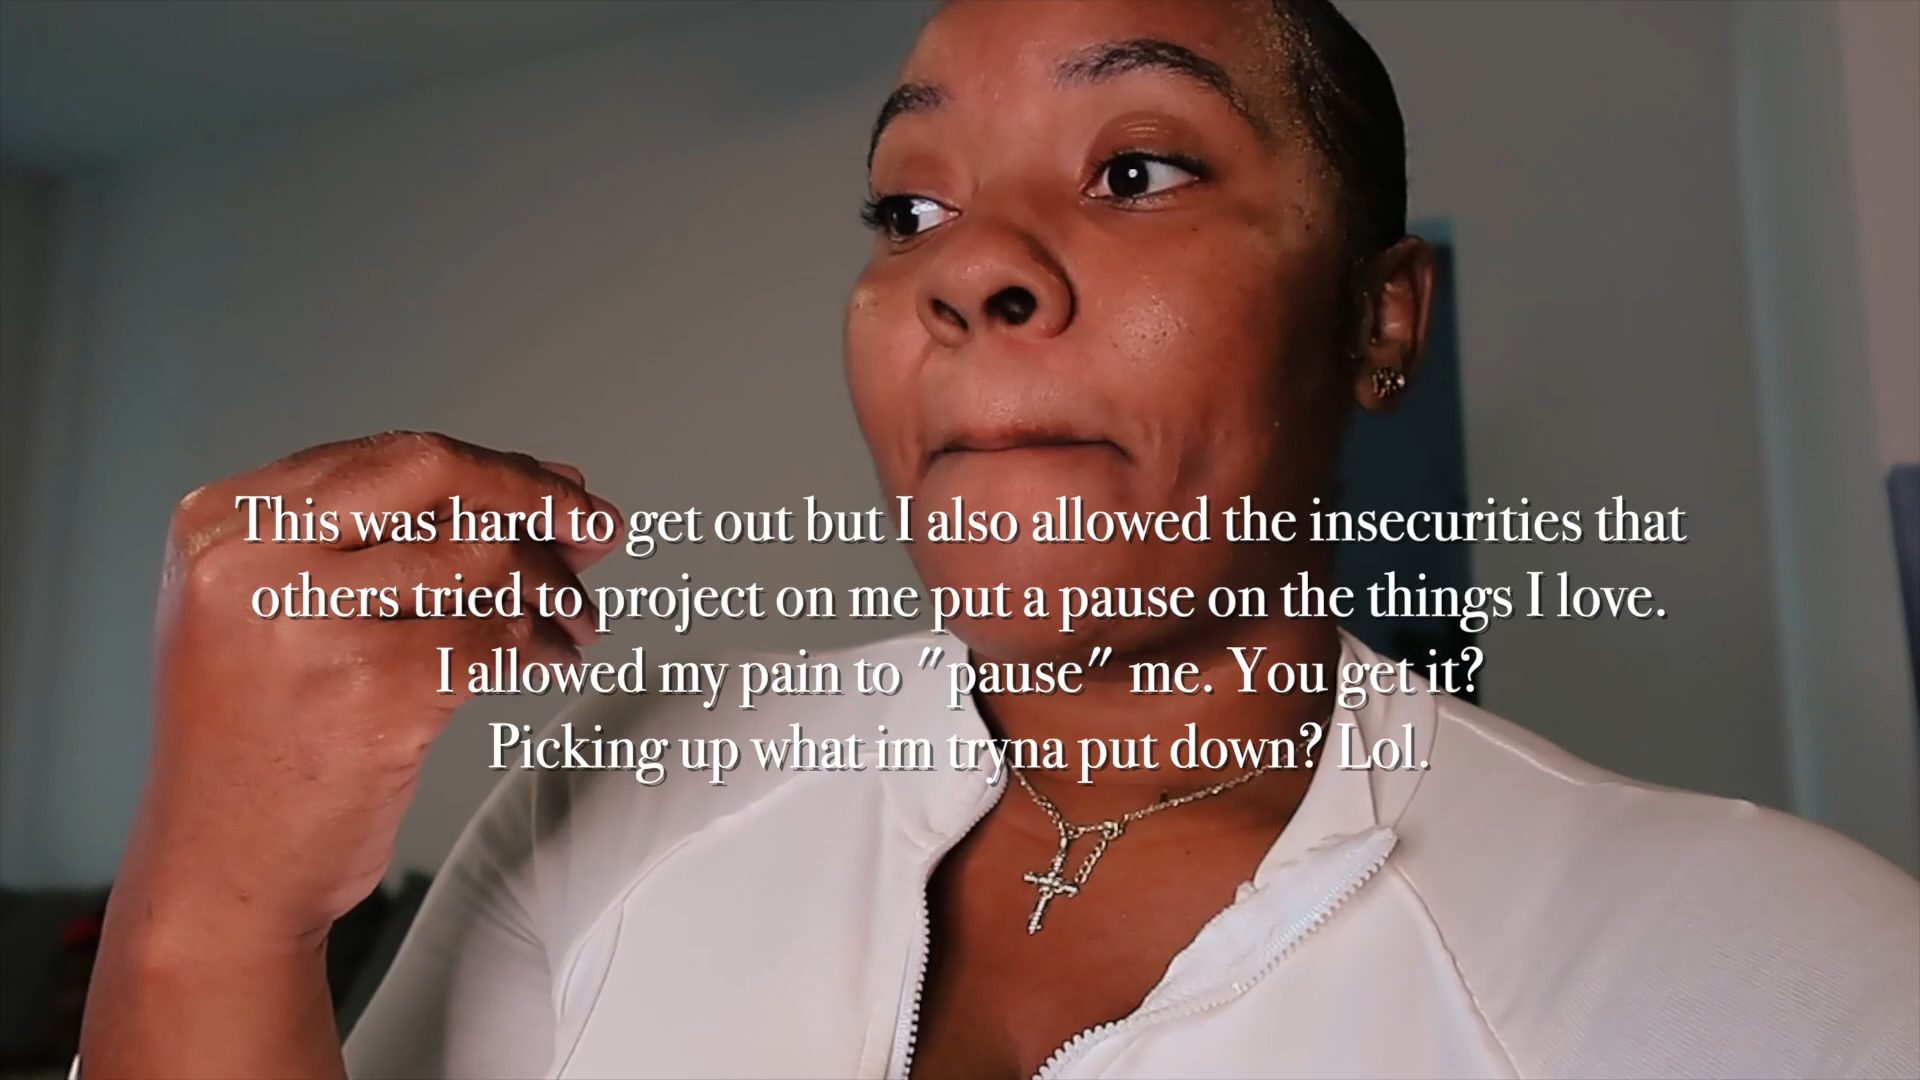 This was hard to get out but I also allowed the insecurities that
others tried to project on me put a pause on the things I love.
I allowed my pain to "pause" me. You get it?
Picking up what im tryna put down? Lol.